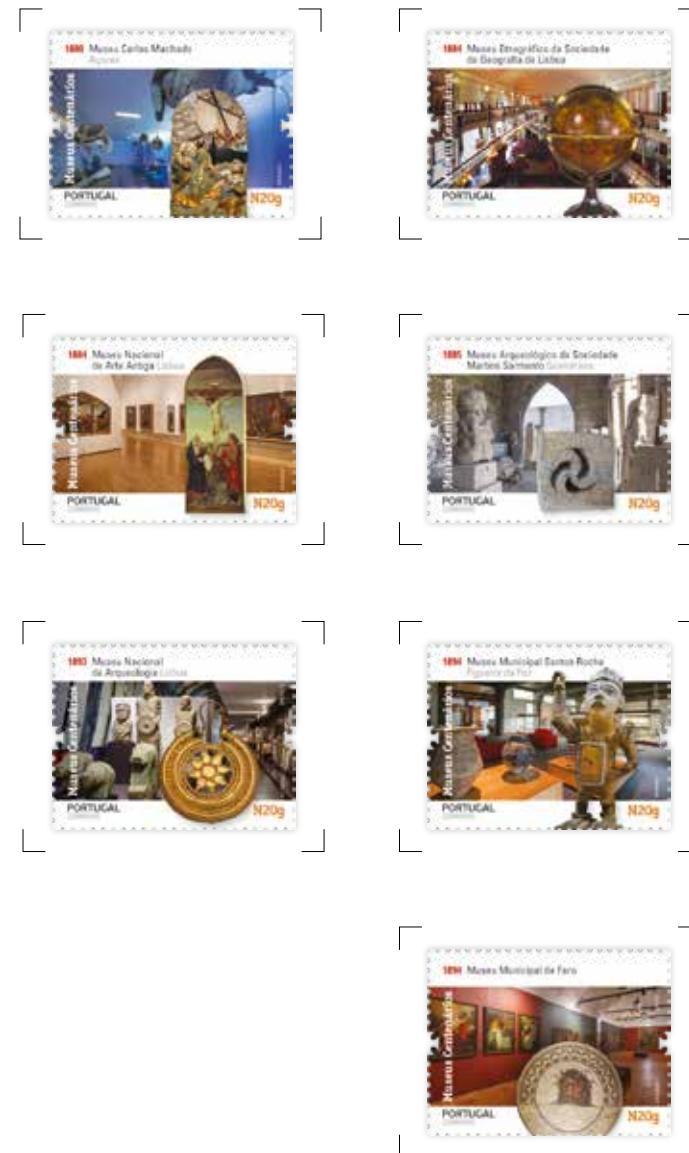 1880 Museu Carlos Machado
Açores
Museus Centenários
PORTUGAL
N20g
1884 Museu Etnográfico da Sociedade
de Geografia de Lisboa
Museus Centenários
PORTUGAL
N20g
1884 Museu Nacional
de Arte Antiga Lisboa
Museus Centenários
PORTUGAL
N20g
1885 Museu Arqueológico da Sociedade
Martins Sarmento Guimarães
Museus Centenários
PORTUGAL
N20g
1893 Museu Nacional
de Arqueologia Lisboa
Museus Centenários
PORTUGAL
N20g
1894 Museu Municipal Santos Rocha
Figueira da Foz
Museus Centenários
PORTUGAL
N20g
1894 Museu Municipal de Faro
Museus Centenários
PORTUGAL
N20g